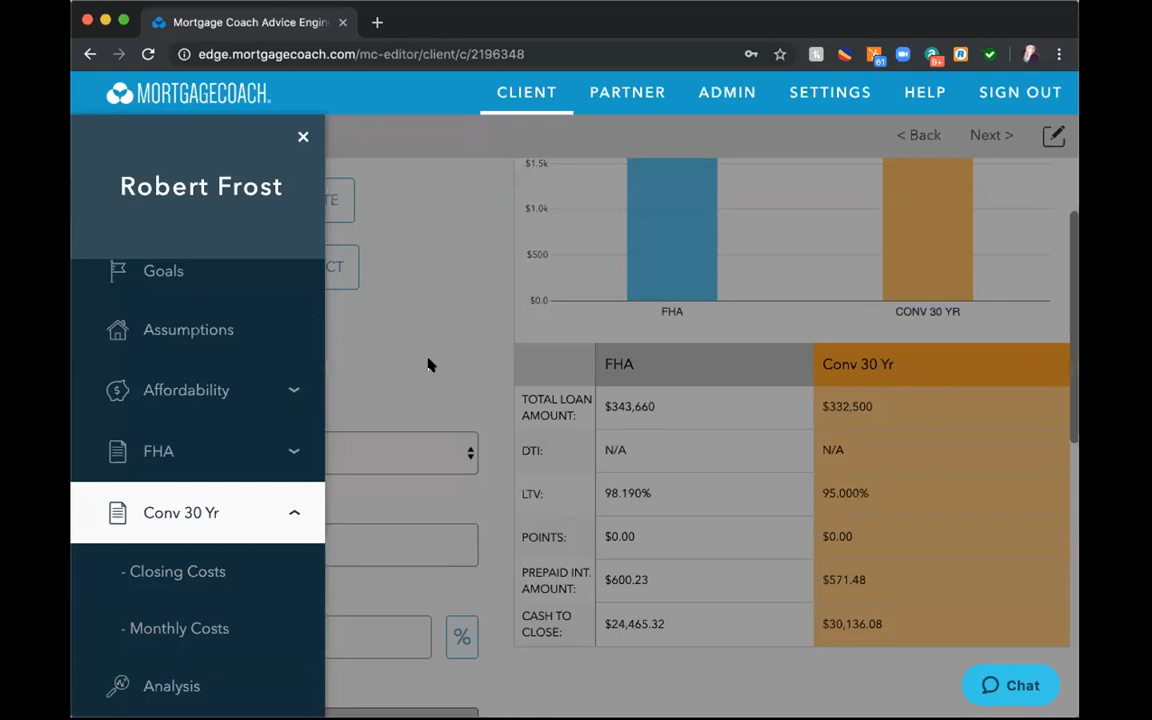 Mortgage Coach Advice Engin
edge.mortgagecoach.com/mc-editor/client/c/2196348
61
9+
MORTGAGECOACH
CLIENT
PARTNER
ADMIN
SETTINGS
HELP
SIGN OUT
< Back
Next >
Robert Frost
Goals
Assumptions
Affordability
FHA
Conv 30 Yr
- Closing Costs
- Monthly Costs
Analysis
TE
CT
%
$1.5k
$1.0k
$500
$0.0
FHA
CONV 30 YR
FHA
Conv 30 Yr
TOTAL LOAN
AMOUNT:
$343,660
$332,500
DTI:
N/A
N/A
LTV:
98.190%
95.000%
POINTS:
$0.00
$0.00
PREPAID INT.
AMOUNT:
$600.23
$571.48
CASH TO
CLOSE:
$24,465.32
$30,136.08
Chat